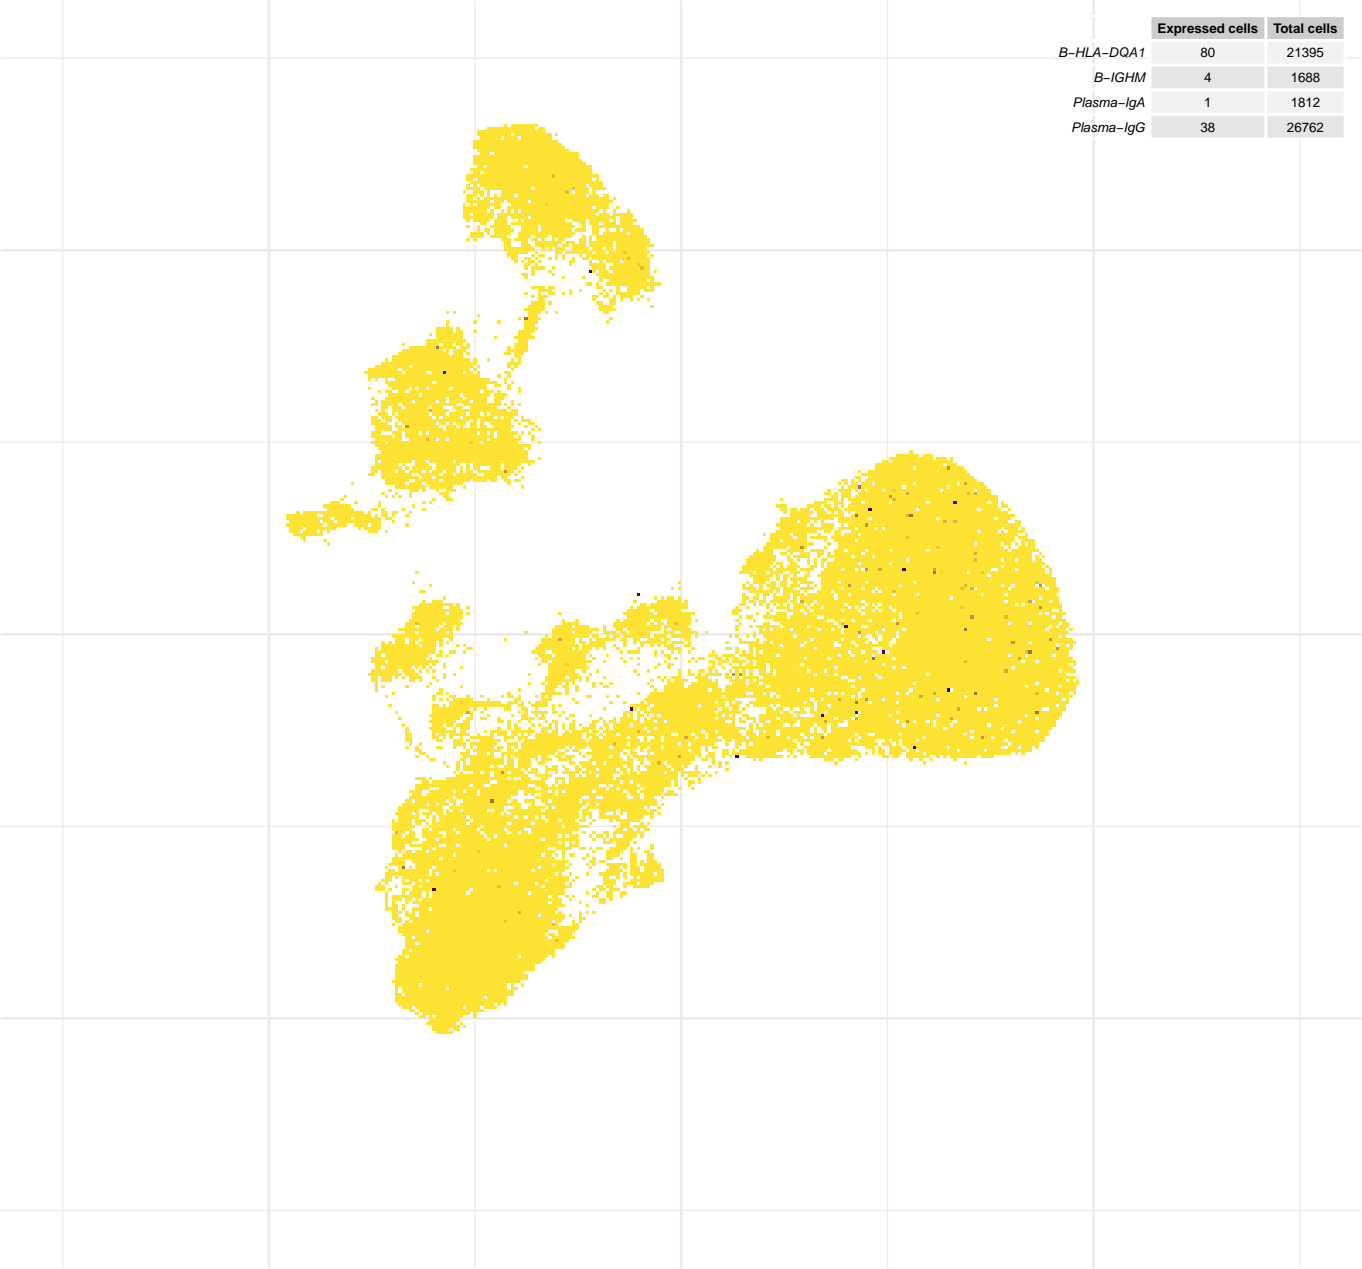 Expressed cells Total cells
B−HLA−DQA1 80 21395
B−IGHM 4 1688
Plasma−IgA 1 1812
Plasma−IgG 38 26762